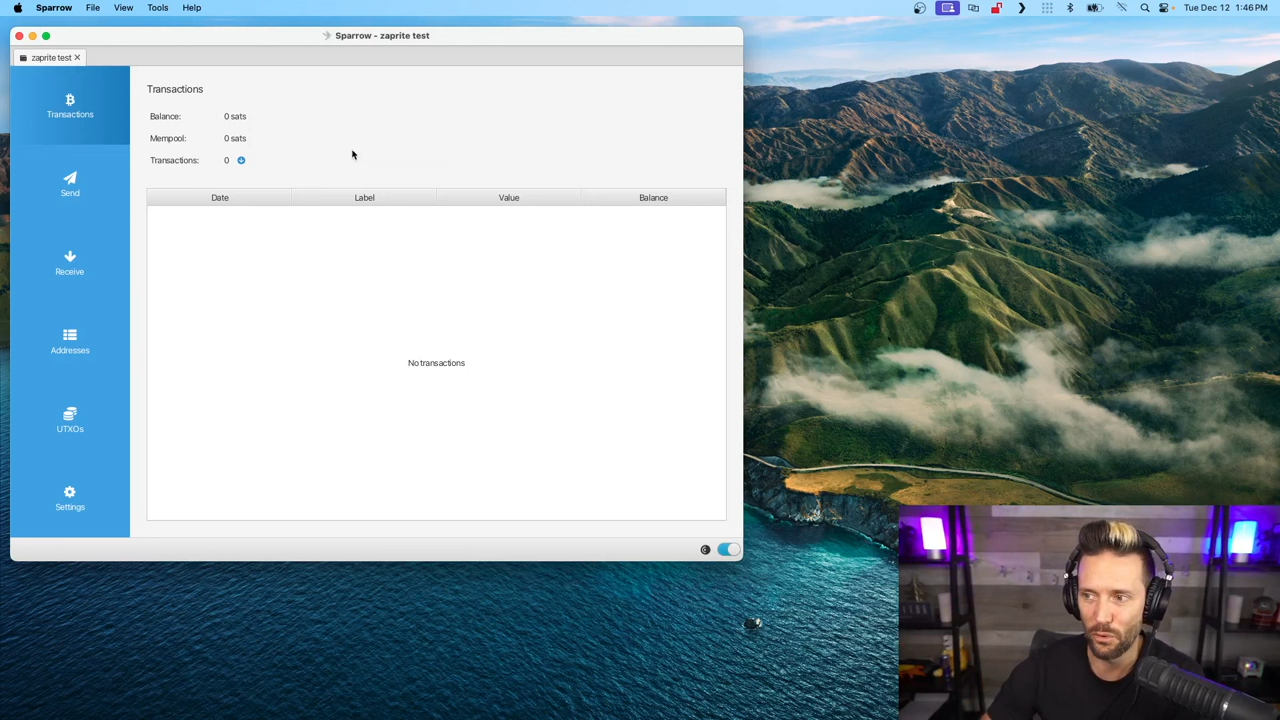 Sparrow File View Tools Help Tue Dec 12 1:46 PM
Sparrow - zaprite test
zaprite test
Transactions
Send
Receive
Addresses
UTXOs
Settings
Transactions
Balance: 0 sats
Mempool: 0 sats
Transactions: 0
Date Label Value Balance
No transactions